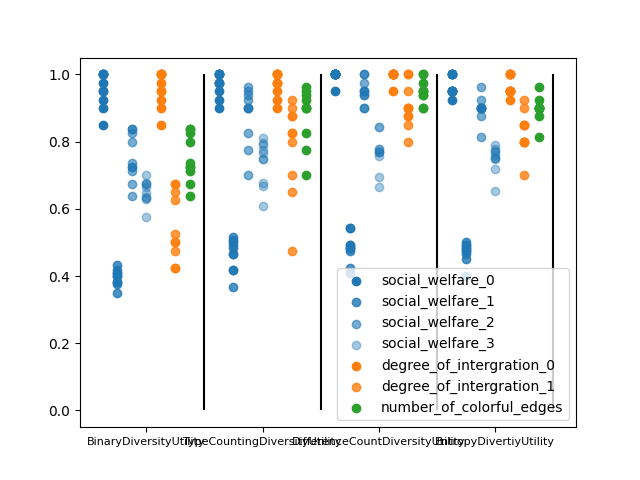 1.0
0.8
0.6
0.4
0.2
0.0
social_welfare_0
social_welfare_1
social_welfare_2
social_welfare_3
degree_of_intergration_0
degree_of_intergration_1
number_of_colorful_edges
BinaryDiversityUtility TypeCountingDiversityUtility DifferenceCountDiversityUtility EntropyDivertiyUtility